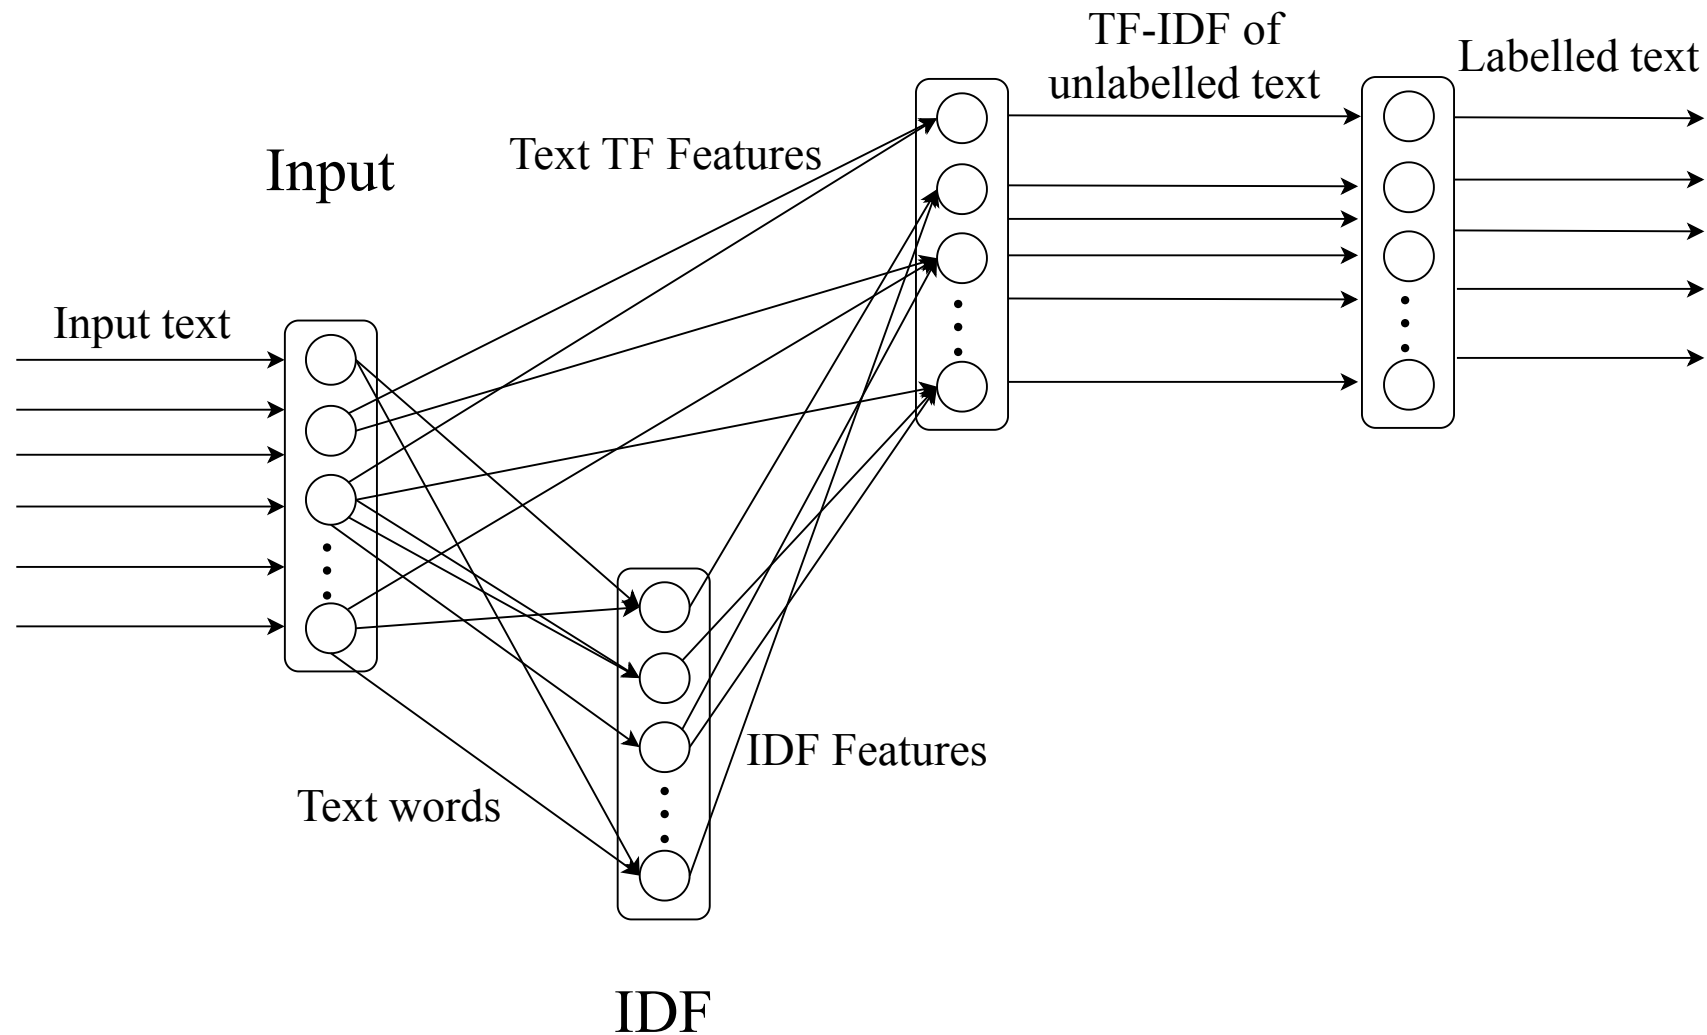 TF-IDF of
unlabelled text
Labelled text
Text TF Features
Input
Input text
IDF Features
Text words
IDF